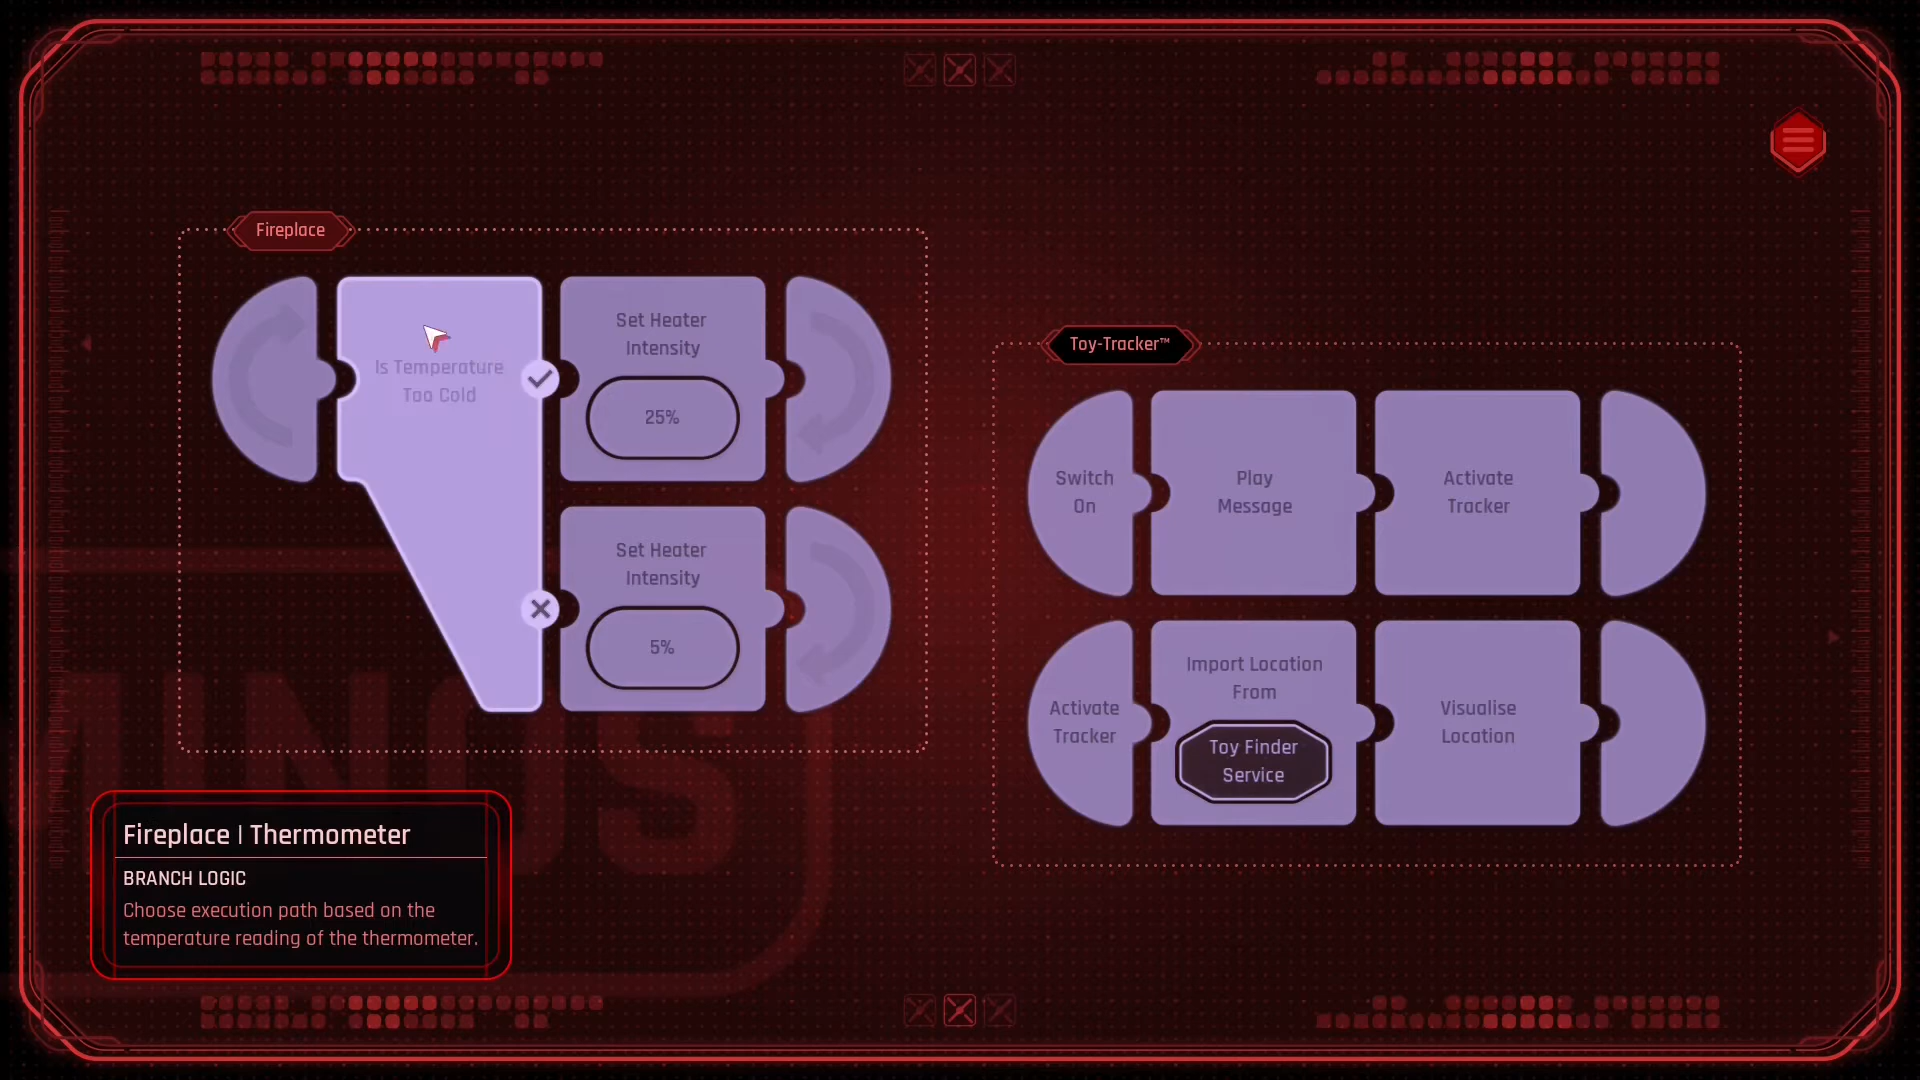 Fireplace
Is Temperature
Too Cold
Set Heater
Intensity
25%
Set Heater
Intensity
5%
Toy-Tracker™
Switch
On
Play
Message
Activate
Tracker
Activate
Tracker
Import Location
From
Toy Finder
Service
Visualise
Location
MINOS
Fireplace | Thermometer
BRANCH LOGIC
Choose execution path based on the
temperature reading of the thermometer.